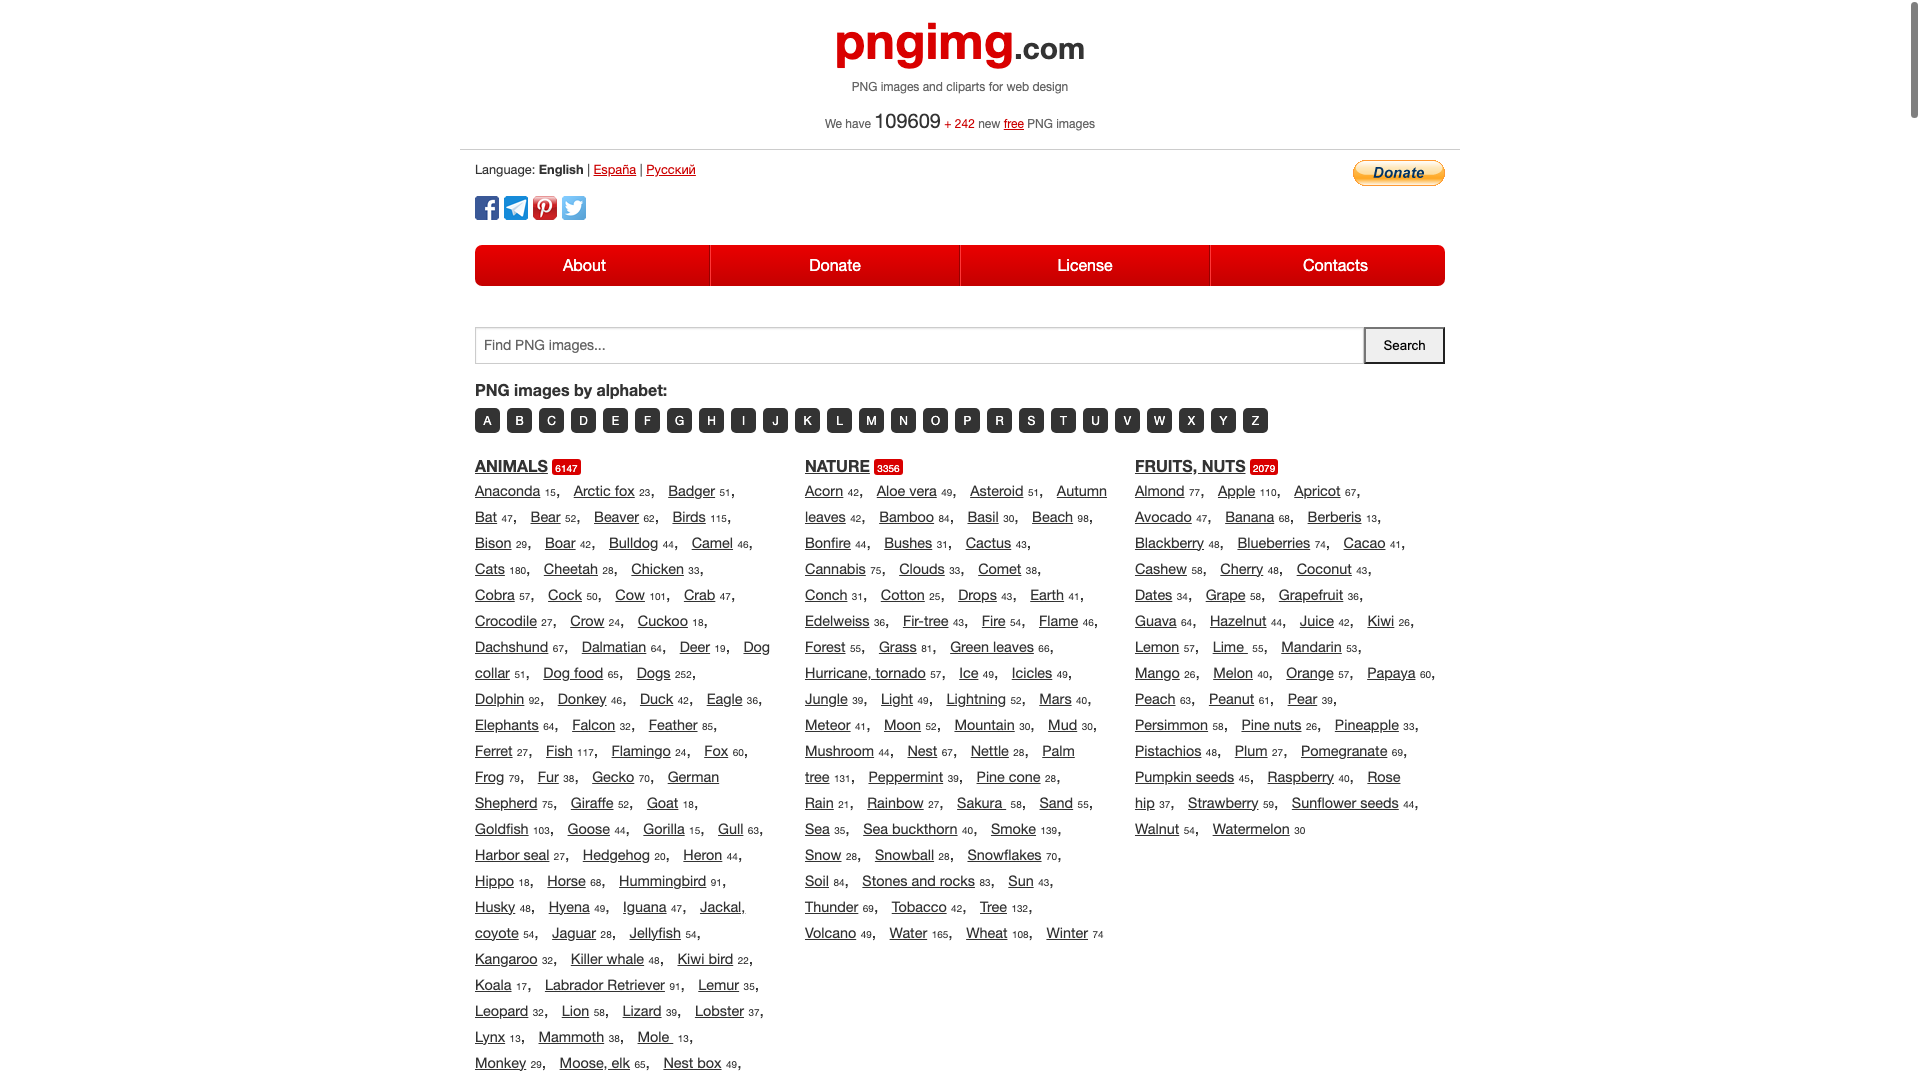 pngimg.com
PNG images and cliparts for web design
We have 109609 + 242 new free PNG images
Language: English | España | Русский
Donate
About
Donate
License
Contacts
Find PNG images...
Search
PNG images by alphabet:
A B C D E F G H I J K L M N O P R S T U V W X Y Z
ANIMALS 6147
Anaconda 15, Arctic fox 23, Badger 51,
Bat 47, Bear 52, Beaver 62, Birds 115,
Bison 29, Boar 42, Bulldog 44, Camel 46,
Cats 180, Cheetah 28, Chicken 33,
Cobra 57, Cock 50, Cow 101, Crab 47,
Crocodile 27, Crow 24, Cuckoo 18,
Dachshund 67, Dalmatian 64, Deer 19, Dog
collar 51, Dog food 65, Dogs 252,
Dolphin 92, Donkey 46, Duck 42, Eagle 36,
Elephants 64, Falcon 32, Feather 85,
Ferret 27, Fish 117, Flamingo 24, Fox 60,
Frog 79, Fur 38, Gecko 70, German
Shepherd 75, Giraffe 52, Goat 18,
Goldfish 103, Goose 44, Gorilla 15, Gull 63,
Harbor seal 27, Hedgehog 20, Heron 44,
Hippo 18, Horse 68, Hummingbird 91,
Husky 48, Hyena 49, Iguana 47, Jackal,
coyote 54, Jaguar 28, Jellyfish 54,
Kangaroo 32, Killer whale 48, Kiwi bird 22,
Koala 17, Labrador Retriever 91, Lemur 35,
Leopard 32, Lion 58, Lizard 39, Lobster 37,
Lynx 13, Mammoth 38, Mole 13,
Monkey 29, Moose, elk 65, Nest box 49,
NATURE 3356
Acorn 42, Aloe vera 49, Asteroid 51, Autumn
leaves 42, Bamboo 84, Basil 30, Beach 98,
Bonfire 44, Bushes 31, Cactus 43,
Cannabis 75, Clouds 33, Comet 38,
Conch 31, Cotton 25, Drops 43, Earth 41,
Edelweiss 36, Fir-tree 43, Fire 54, Flame 46,
Forest 55, Grass 81, Green leaves 66,
Hurricane, tornado 57, Ice 49, Icicles 49,
Jungle 39, Light 49, Lightning 52, Mars 40,
Meteor 41, Moon 52, Mountain 30, Mud 30,
Mushroom 44, Nest 67, Nettle 28, Palm
tree 131, Peppermint 39, Pine cone 28,
Rain 21, Rainbow 27, Sakura 58, Sand 55,
Sea 35, Sea buckthorn 40, Smoke 139,
Snow 28, Snowball 28, Snowflakes 70,
Soil 84, Stones and rocks 83, Sun 43,
Thunder 69, Tobacco 42, Tree 132,
Volcano 49, Water 165, Wheat 108, Winter 74
FRUITS, NUTS 2079
Almond 77, Apple 110, Apricot 67,
Avocado 47, Banana 68, Berberis 13,
Blackberry 48, Blueberries 74, Cacao 41,
Cashew 58, Cherry 48, Coconut 43,
Dates 34, Grape 58, Grapefruit 36,
Guava 64, Hazelnut 44, Juice 42, Kiwi 26,
Lemon 57, Lime 55, Mandarin 53,
Mango 26, Melon 40, Orange 57, Papaya 60,
Peach 63, Peanut 61, Pear 39,
Persimmon 58, Pine nuts 26, Pineapple 33,
Pistachios 48, Plum 27, Pomegranate 69,
Pumpkin seeds 45, Raspberry 40, Rose
hip 37, Strawberry 59, Sunflower seeds 44,
Walnut 54, Watermelon 30